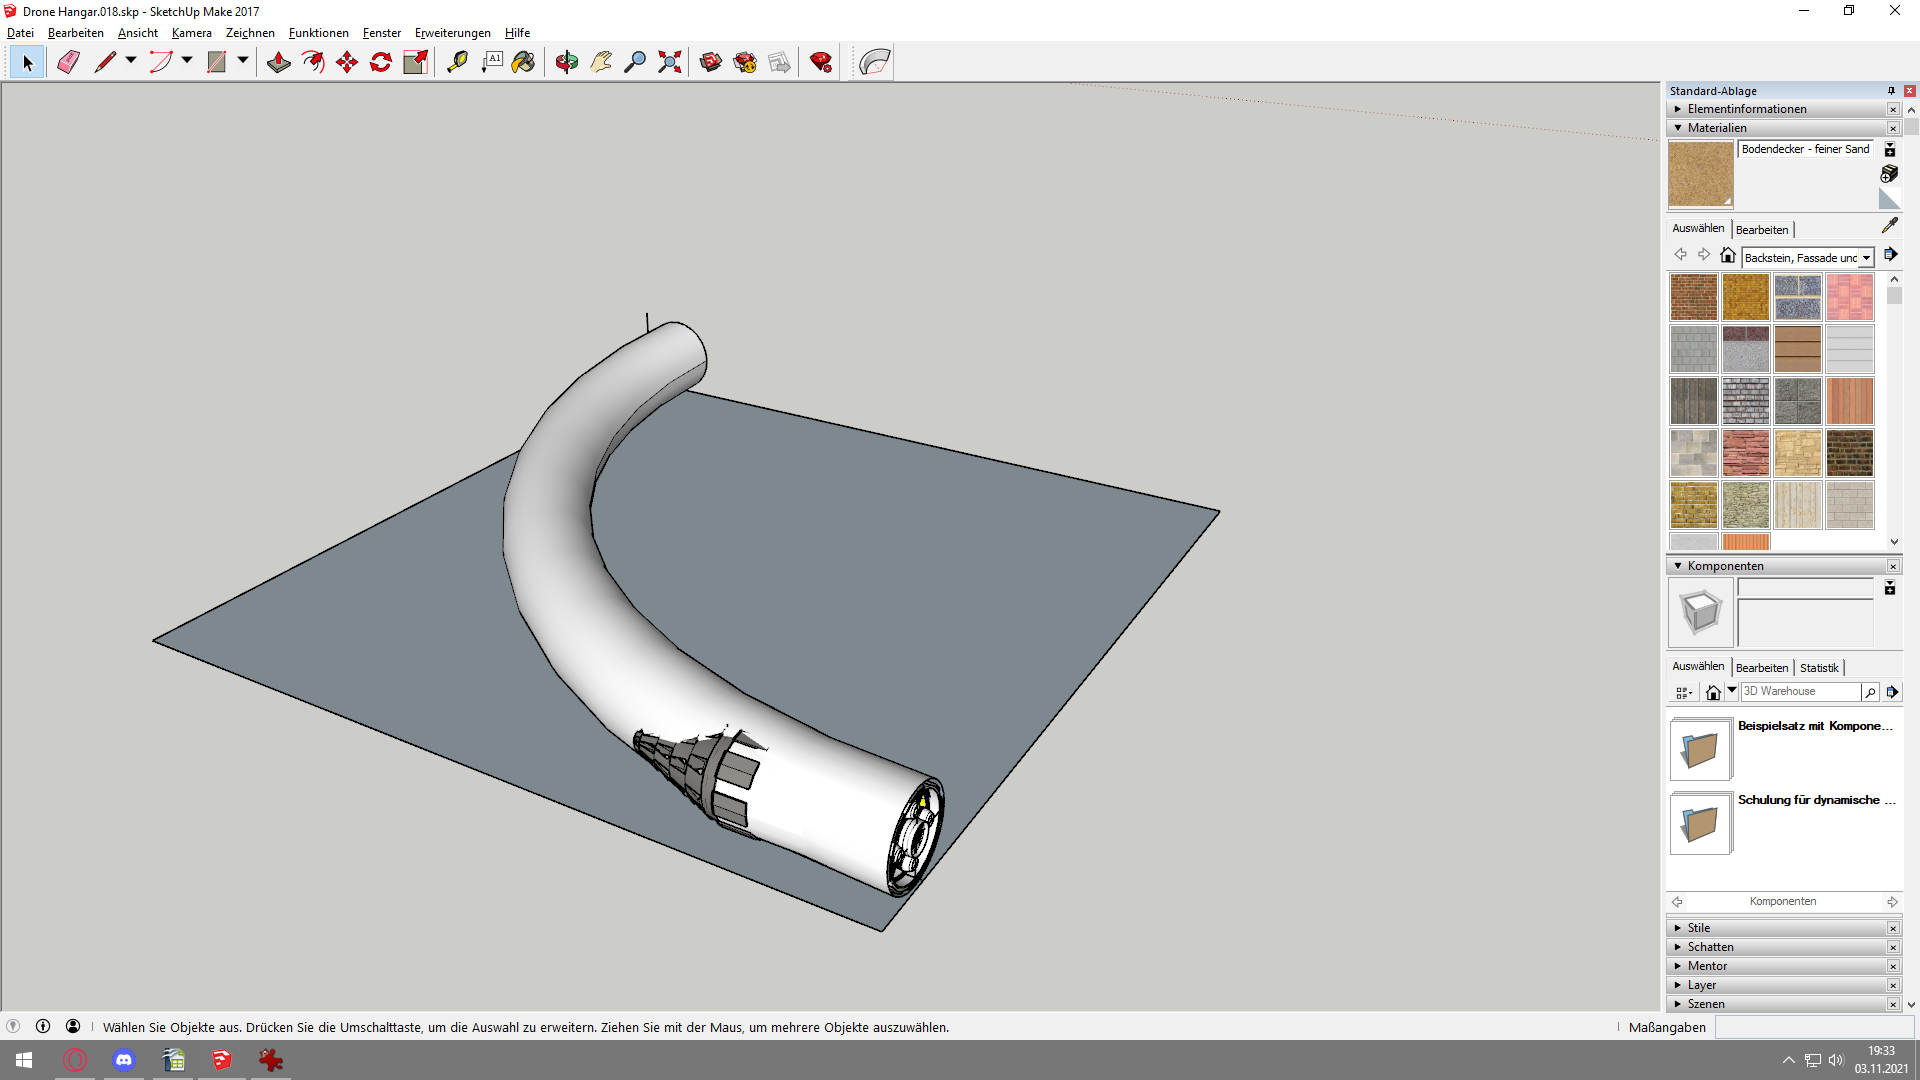 Drone Hangar.018.skp - SketchUp Make 2017
Datei Bearbeiten Ansicht Kamera Zeichnen Funktionen Fenster Erweiterungen Hilfe
A1
Standard-Ablage
Elementinformationen
Materialien
Bodendecker - feiner Sand
Auswählen Bearbeiten
Backstein, Fassade und
Komponenten
Auswählen Bearbeiten Statistik
3D Warehouse
Beispielsatz mit Kompone...
Schulung für dynamische ...
Komponenten
Stile
Schatten
Mentor
Layer
Szenen
Wählen Sie Objekte aus. Drücken Sie die Umschalttaste, um die Auswahl zu erweitern. Ziehen Sie mit der Maus, um mehrere Objekte auszuwählen.
Maßangaben
19:33
03.11.2021